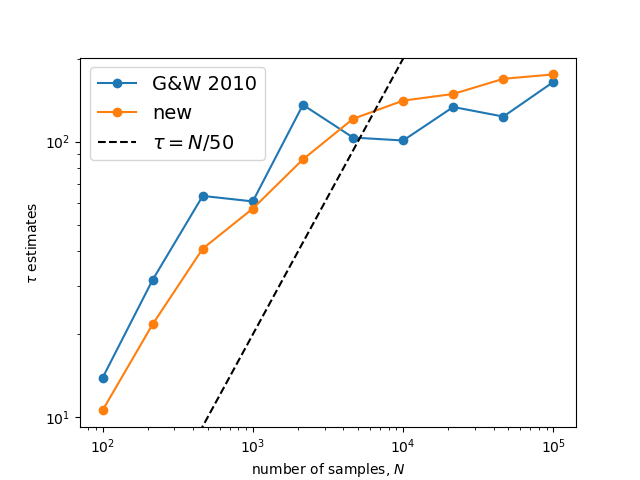 G&W 2010
new
τ = N/50
10²
10¹
τ estimates
10² 10³ 10⁴ 10⁵
number of samples, N